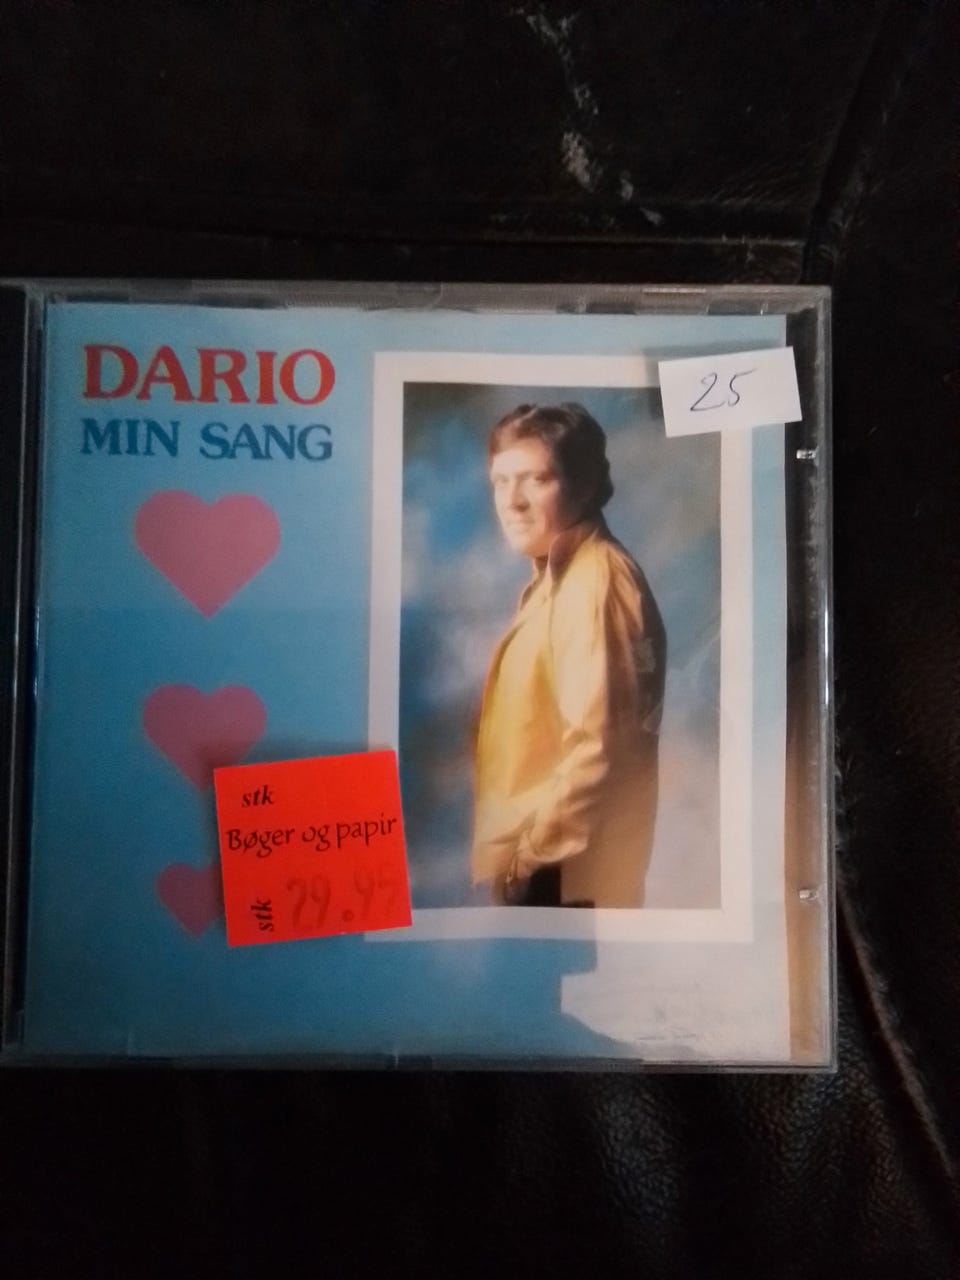 DARIO
MIN SANG
25
stk
Bøger og papir
stk 29.95